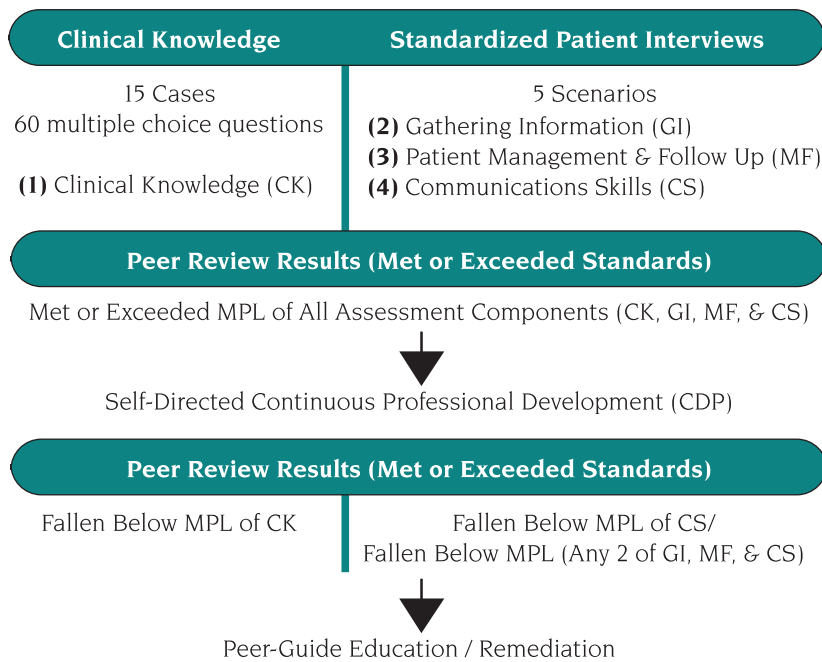 Clinical Knowledge
Standardized Patient Interviews
15 Cases
60 multiple choice questions
(1) Clinical Knowledge (CK)
5 Scenarios
(2) Gathering Information (GI)
(3) Patient Management & Follow Up (MF)
(4) Communications Skills (CS)
Peer Review Results (Met or Exceeded Standards)
Met or Exceeded MPL of All Assessment Components (CK, GI, MF, & CS)
Self-Directed Continuous Professional Development (CDP)
Peer Review Results (Met or Exceeded Standards)
Fallen Below MPL of CK
Fallen Below MPL of CS/
Fallen Below MPL (Any 2 of GI, MF, & CS)
Peer-Guide Education / Remediation